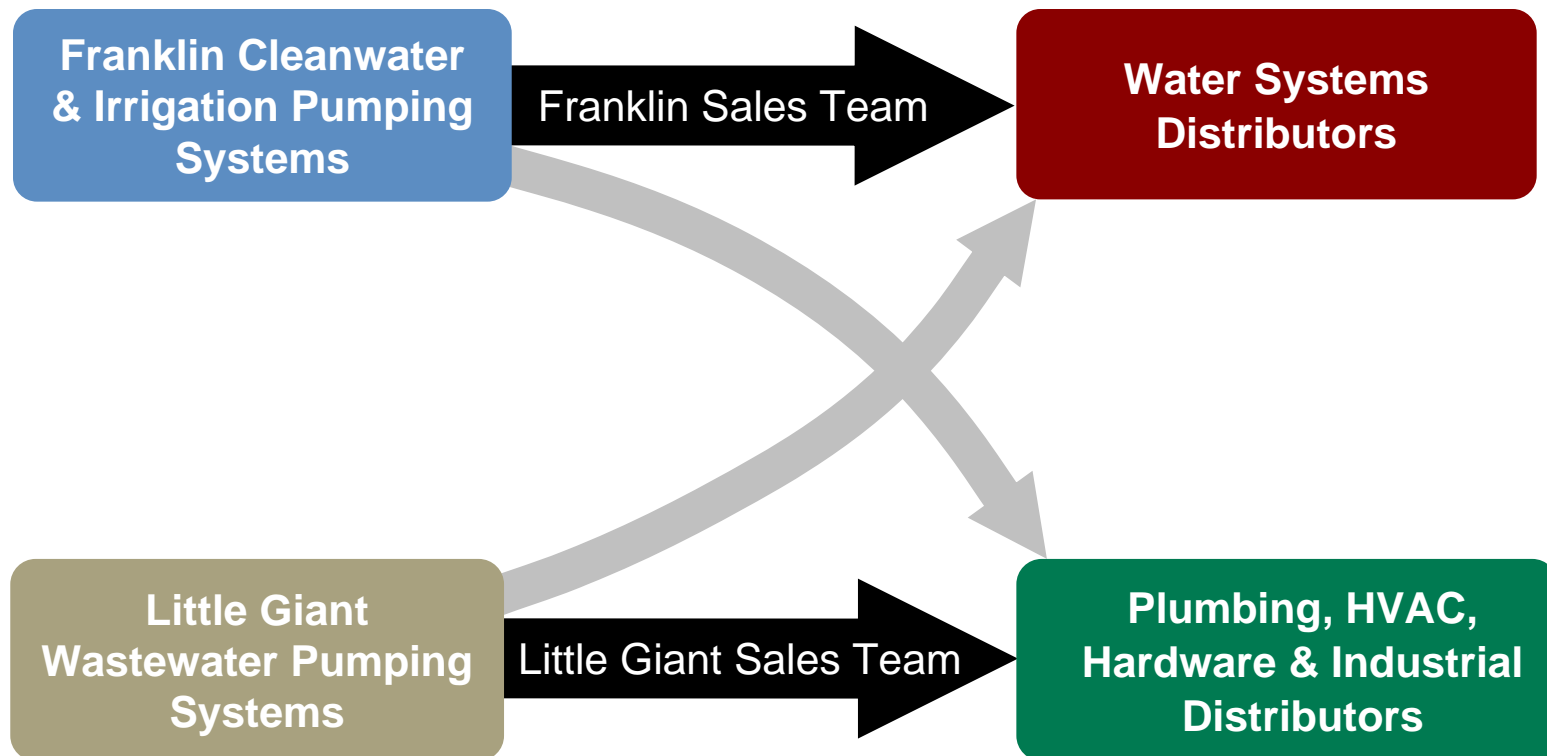 Franklin Cleanwater
& Irrigation Pumping
Systems
Franklin Sales Team
Water Systems
Distributors
Little Giant
Wastewater Pumping
Systems
Little Giant Sales Team
Plumbing, HVAC,
Hardware & Industrial
Distributors